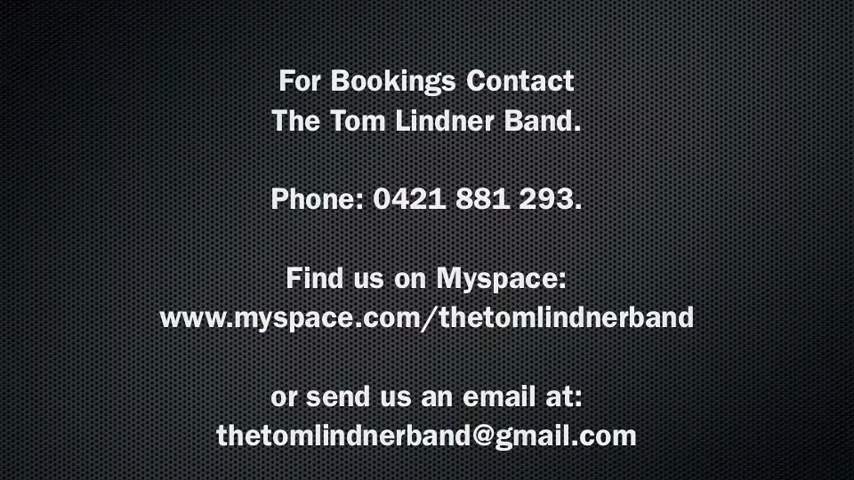 For Bookings Contact
The Tom Lindner Band.
Phone: 0421 881 293.
Find us on Myspace:
www.myspace.com/thetomlindnerband
or send us an email at:
thetomlindnerband@gmail.com